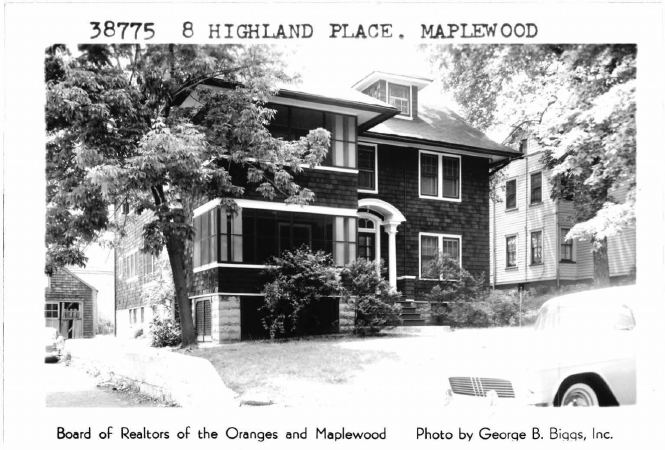 38775 8 HIGHLAND PLACE. MAPLEWOOD
Board of Realtors of the Oranges and Maplewood Photo by George B. Biggs, Inc.